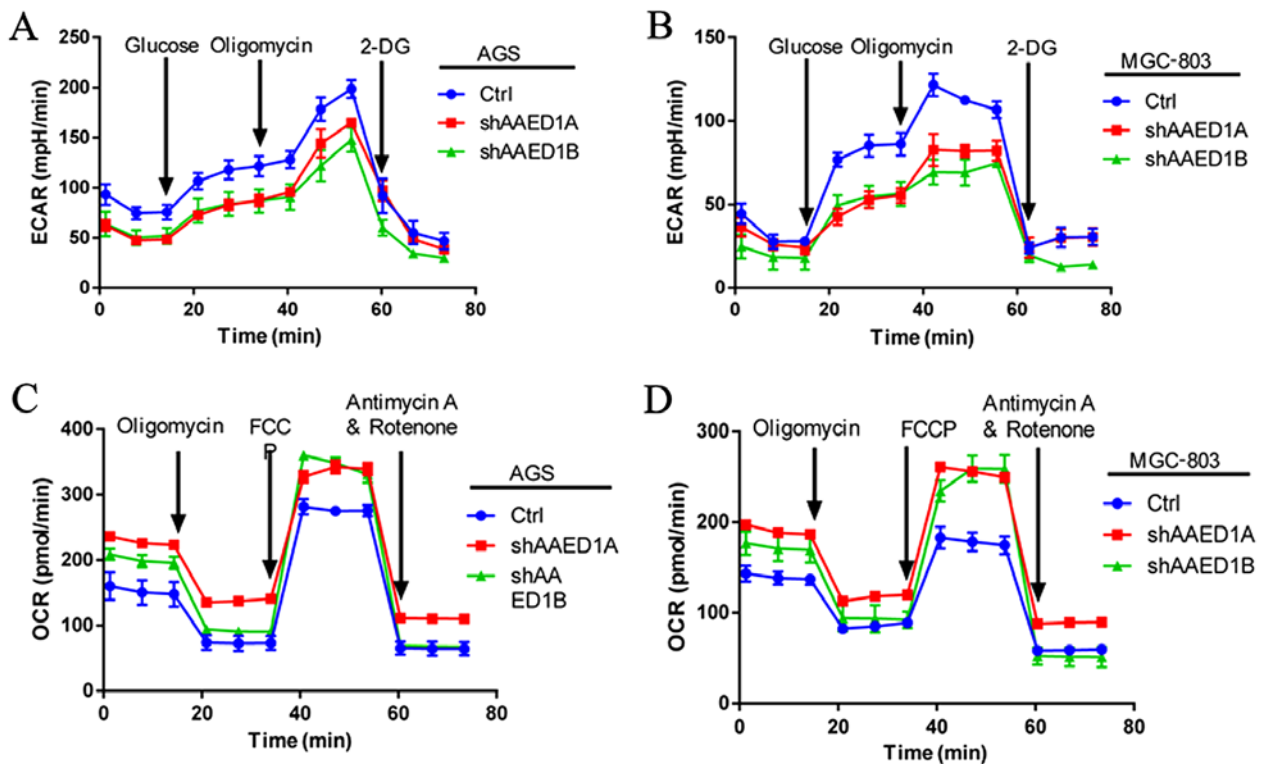 A
250
200
150
100
50
0
ECAR (mpH/min)
0
20
40
60
80
Time (min)
Glucose
Oligomycin
2-DG
AGS
Ctrl
shAAED1A
shAAED1B
B
150
100
50
0
ECAR (mpH/min)
0
20
40
60
80
Time (min)
Glucose
Oligomycin
2-DG
MGC-803
Ctrl
shAAED1A
shAAED1B
C
400
300
200
100
0
OCR (pmol/min)
0
20
40
60
80
Time (min)
Oligomycin
FCC
P
Antimycin A
& Rotenone
AGS
Ctrl
shAAED1A
shAA
ED1B
D
300
200
100
0
OCR (pmol/min)
0
20
40
60
80
Time (min)
Oligomycin
FCCP
Antimycin A
& Rotenone
MGC-803
Ctrl
shAAED1A
shAAED1B